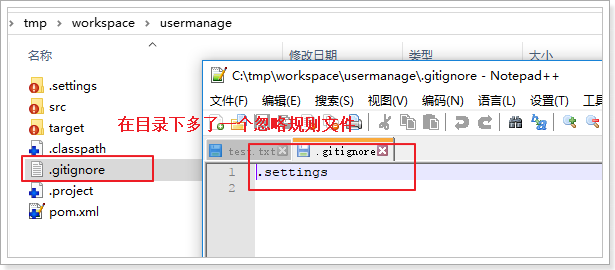 tmp > workspace > usermanage
名称
修改日期
类型
大小
.settings
src
target
.classpath
.gitignore
.project
pom.xml
在目录下多了一个忽略规则文件
C:\tmp\workspace\usermanage\.gitignore - Notepad++
文件(F) 编辑(E) 搜索(S) 视图(V) 编码(N) 语言(L) 设置(T) 工具
test.txt
.gitignore
1 .settings
2